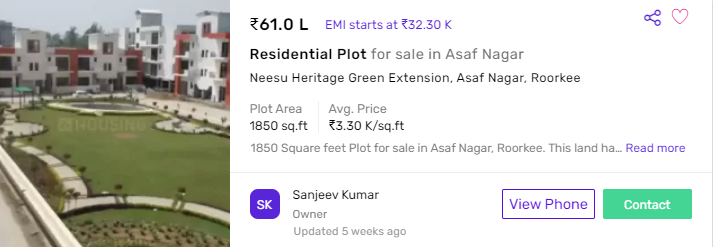 ₹61.0 L EMI starts at ₹32.30 K
Residential Plot for sale in Asaf Nagar
Neesu Heritage Green Extension, Asaf Nagar, Roorkee
Plot Area Avg. Price
1850 sq.ft ₹3.30 K/sq.ft
1850 Square feet Plot for sale in Asaf Nagar, Roorkee. This land ha... Read more
HOUSING
SK
Sanjeev Kumar
Owner
Updated 5 weeks ago
View Phone
Contact